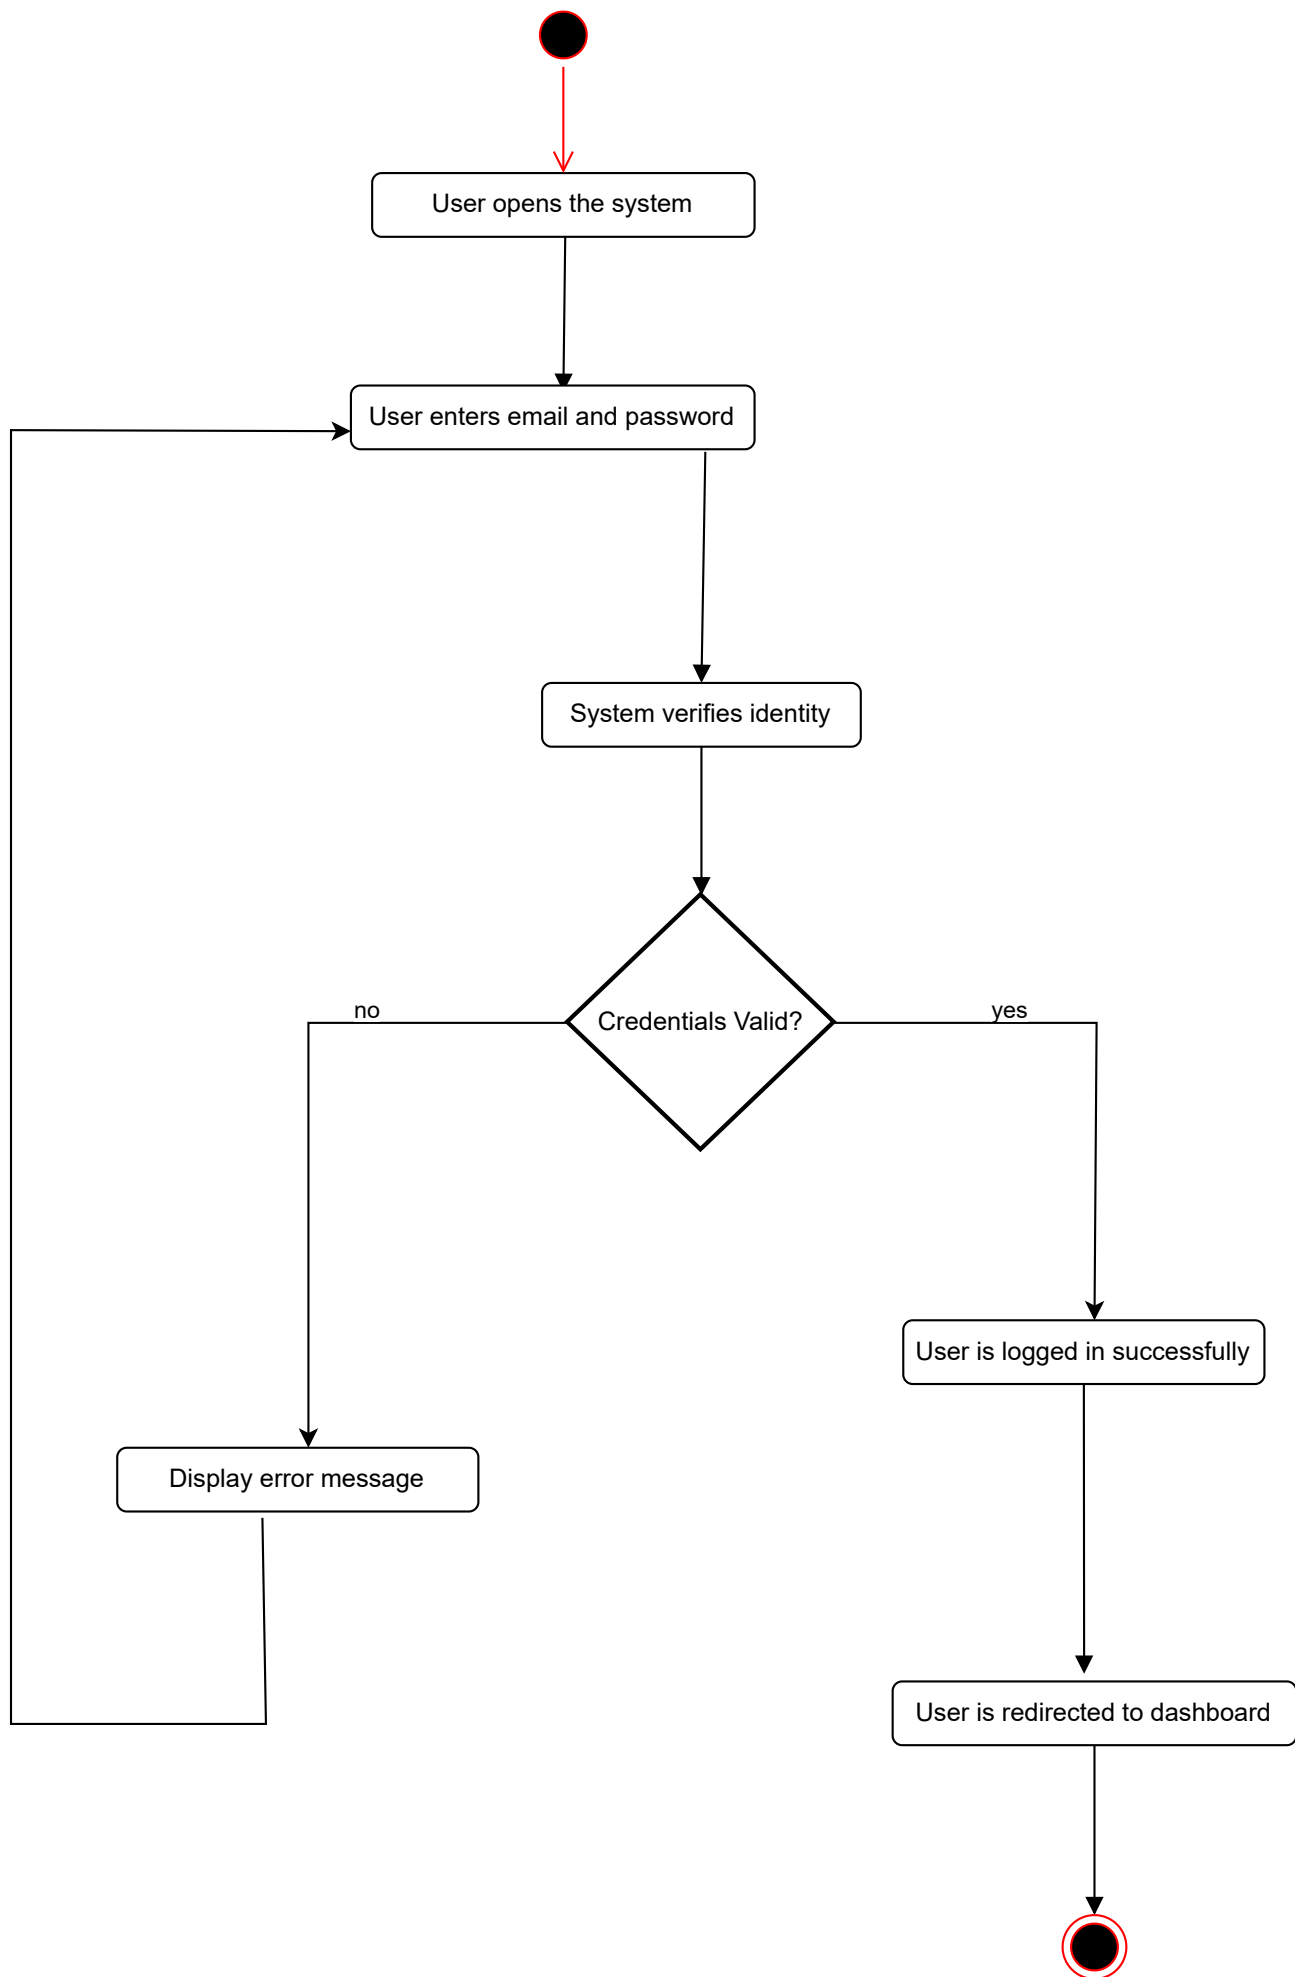 User opens the system
User enters email and password
System verifies identity
no
Credentials Valid?
yes
User is logged in successfully
Display error message
User is redirected to dashboard